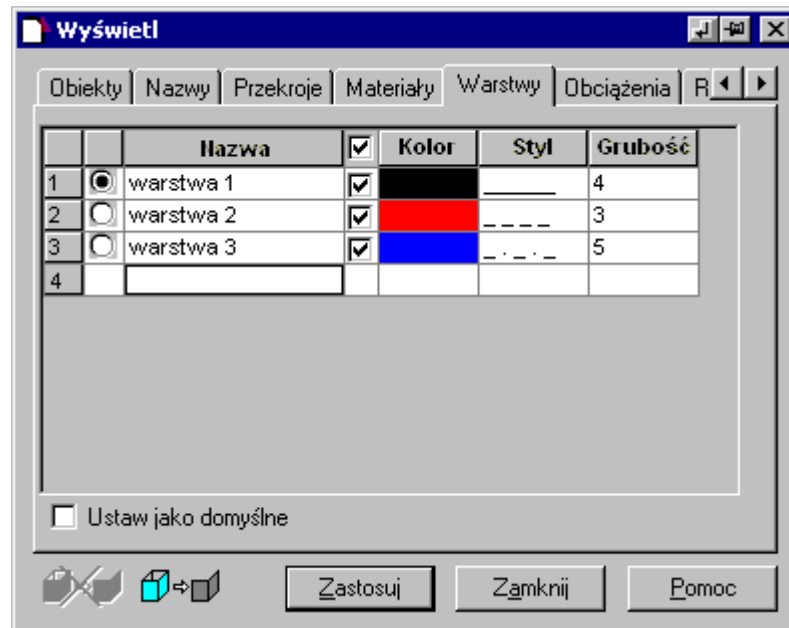 Wyświetl
Obiekty Nazwy Przekroje Materiały Warstwy Obciążenia R
Nazwa Kolor Styl Grubość
1 warstwa 1 4
2 warstwa 2 3
3 warstwa 3 5
4
Ustaw jako domyślne
Zastosuj Zamknij Pomoc